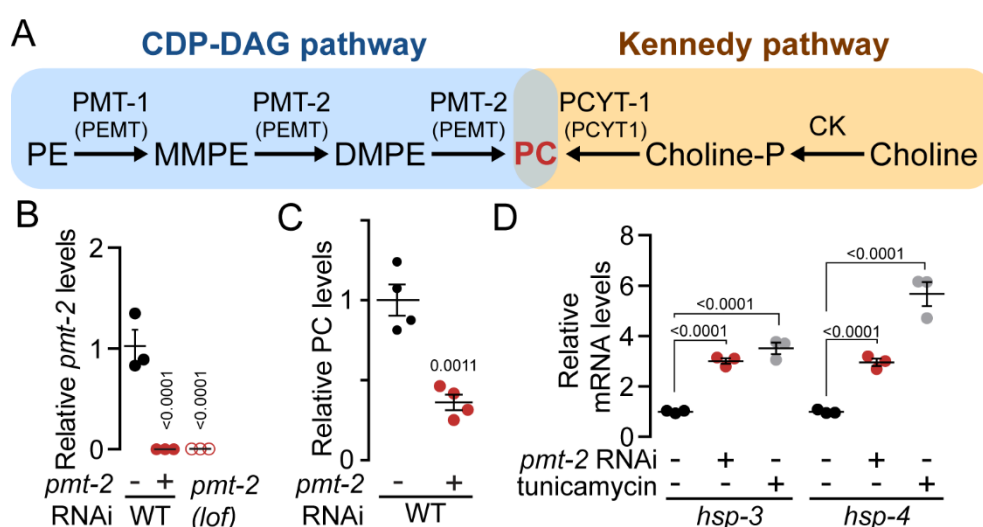 A
CDP-DAG pathway
Kennedy pathway
PMT-1
(PEMT)
PMT-2
(PEMT)
PMT-2
(PEMT)
PCYT-1
(PCYT1)
CK
PE
MMPE
DMPE
PC
Choline-P
Choline
B
Relative pmt-2 levels
2
1
0
<0.0001
<0.0001
pmt-2
RNAi
- +
WT
pmt-2
(lof)
C
Relative PC levels
1
0
0.0011
pmt-2
RNAi
- +
WT
D
Relative
mRNA levels
8
6
4
2
0
<0.0001
<0.0001
<0.0001
<0.0001
pmt-2 RNAi - + - - + -
tunicamycin - - + - - +
hsp-3
hsp-4